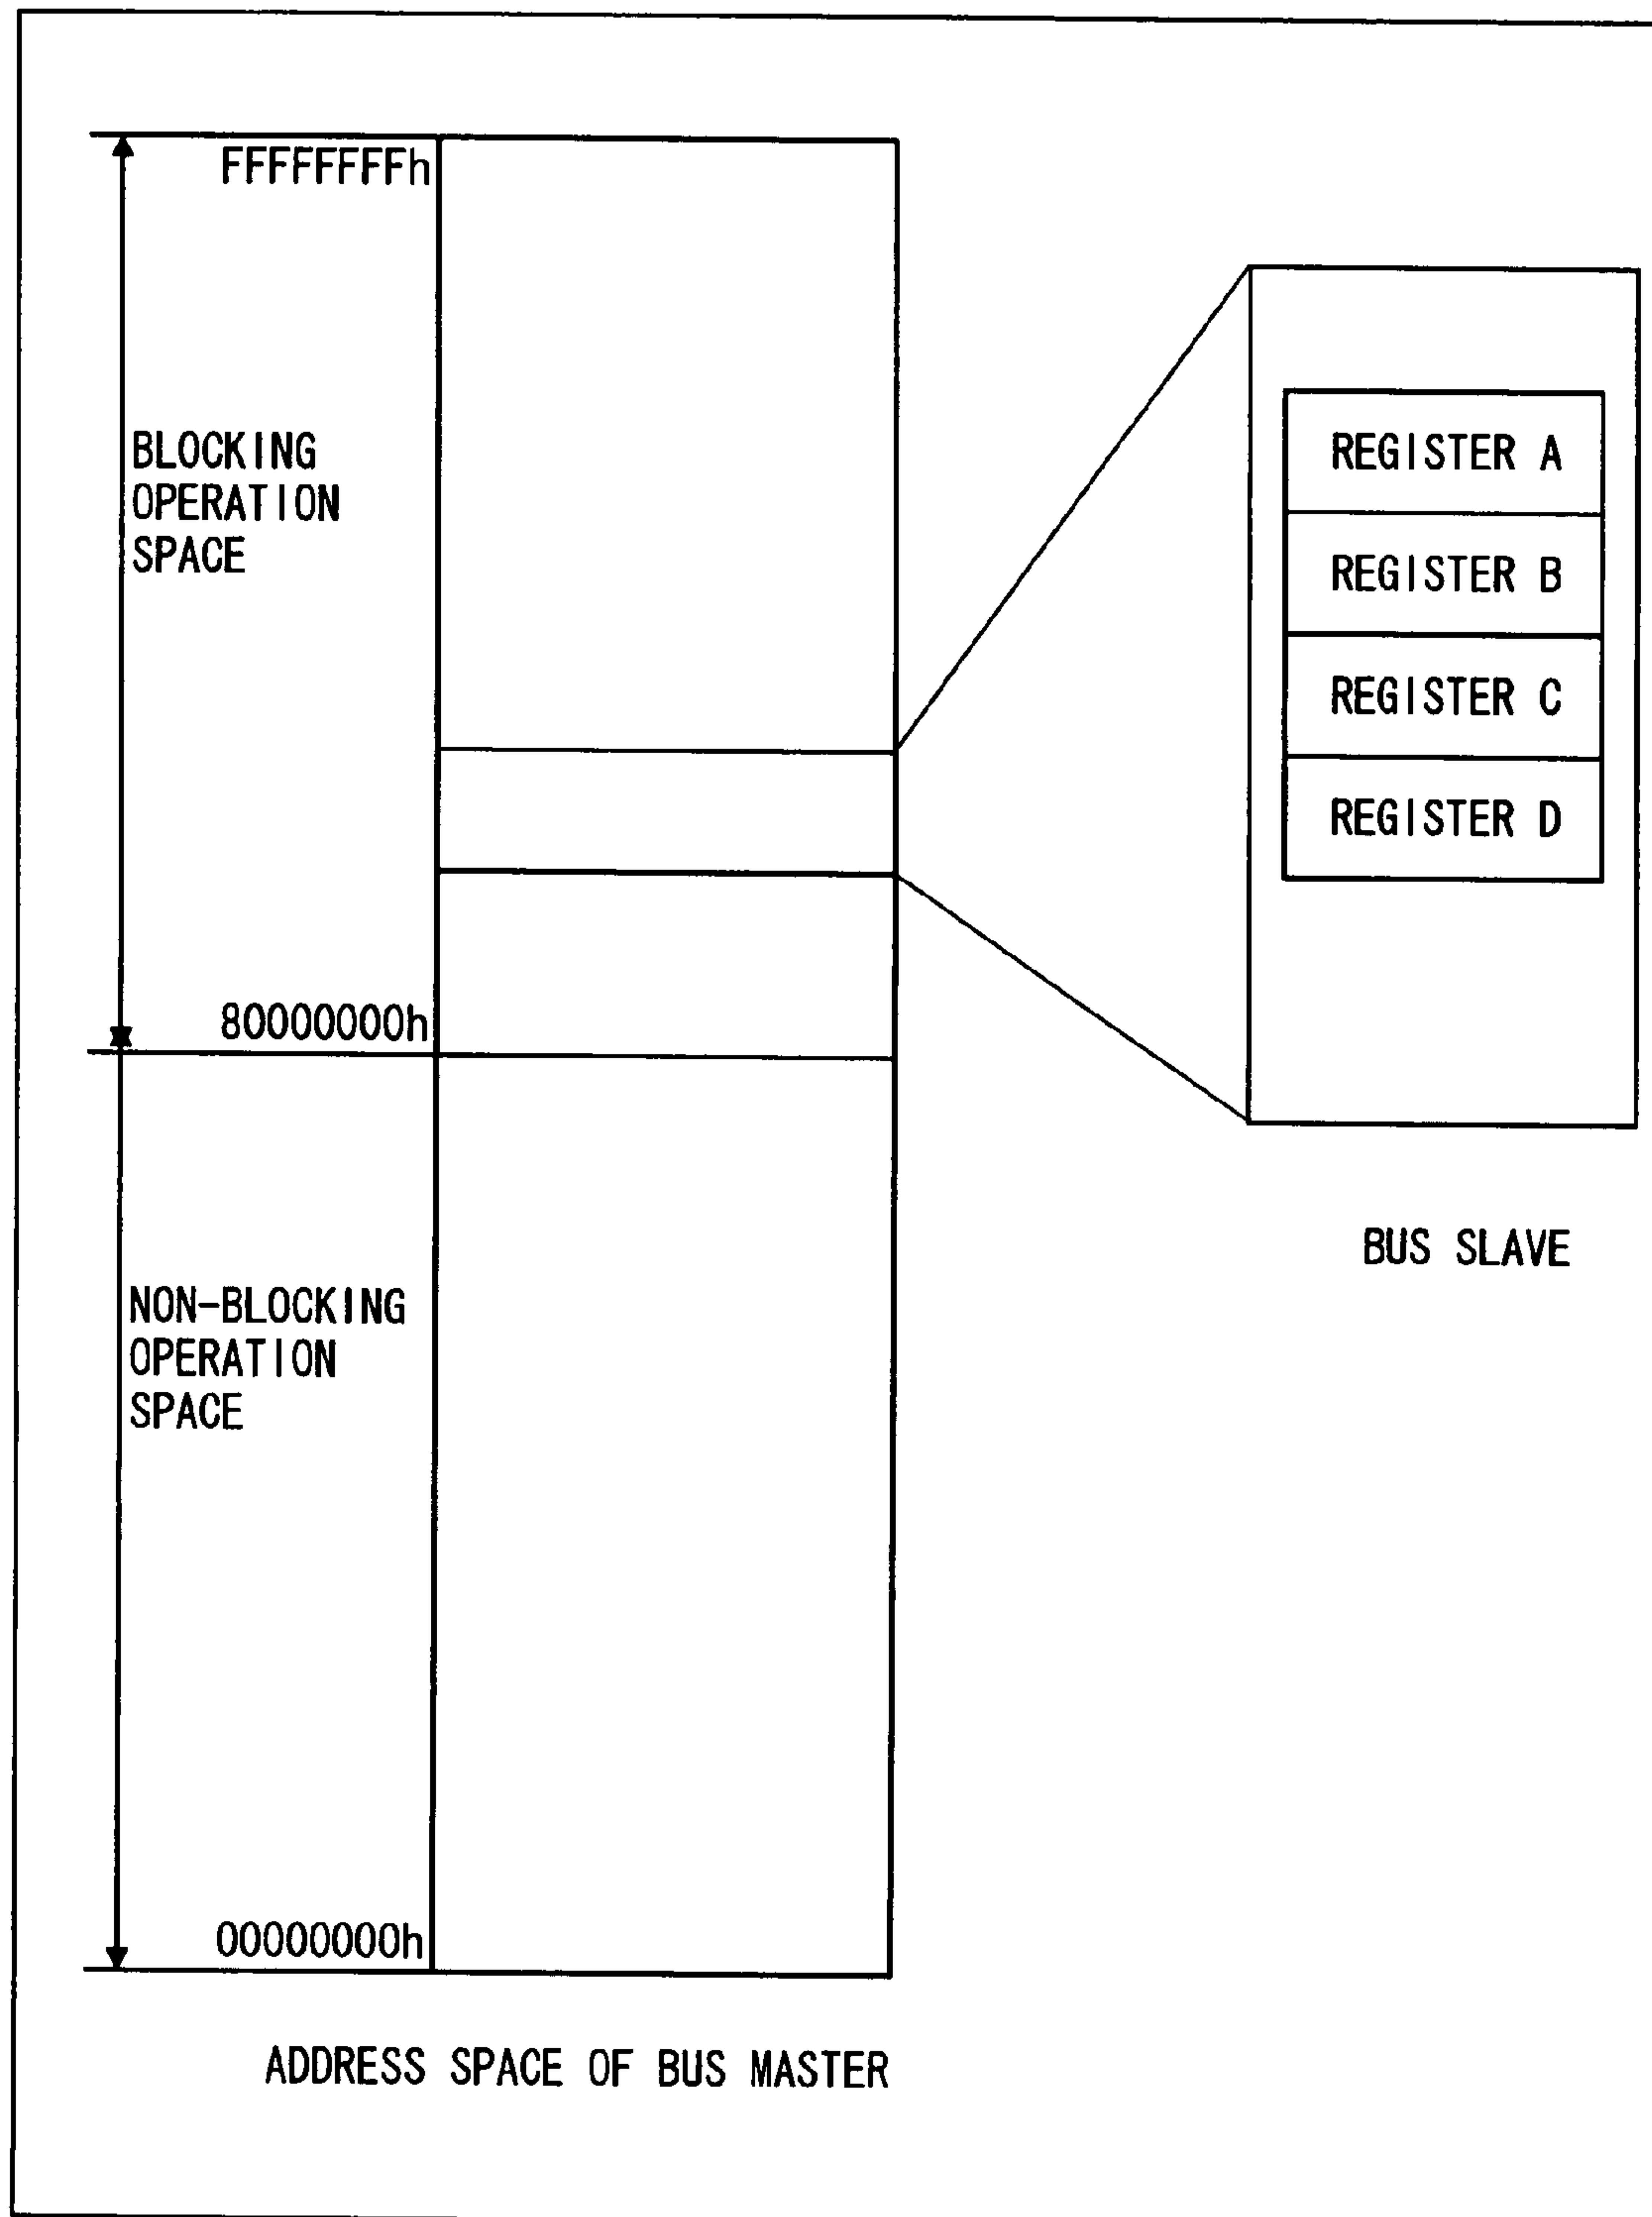 FFFFFFFFh
BLOCKING
OPERATION
SPACE
REGISTER A
REGISTER B
REGISTER C
REGISTER D
80000000h
BUS SLAVE
NON-BLOCKING
OPERATION
SPACE
00000000h
ADDRESS SPACE OF BUS MASTER